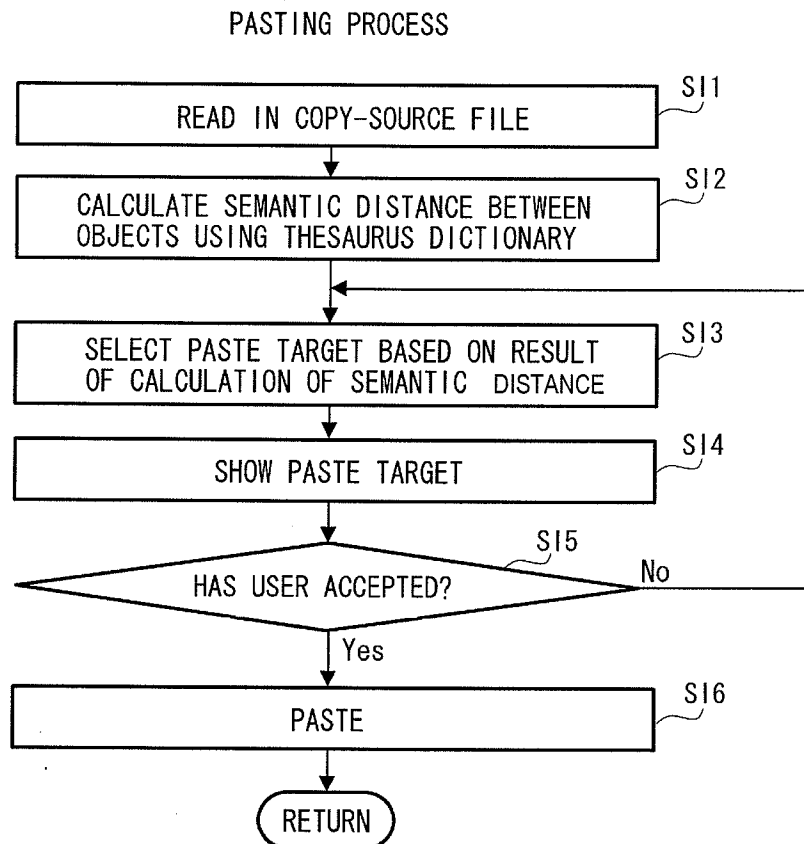 PASTING PROCESS
S11
READ IN COPY-SOURCE FILE
S12
CALCULATE SEMANTIC DISTANCE BETWEEN
OBJECTS USING THESAURUS DICTIONARY
S13
SELECT PASTE TARGET BASED ON RESULT
OF CALCULATION OF SEMANTIC DISTANCE
S14
SHOW PASTE TARGET
S15
HAS USER ACCEPTED?
No
Yes
S16
PASTE
RETURN